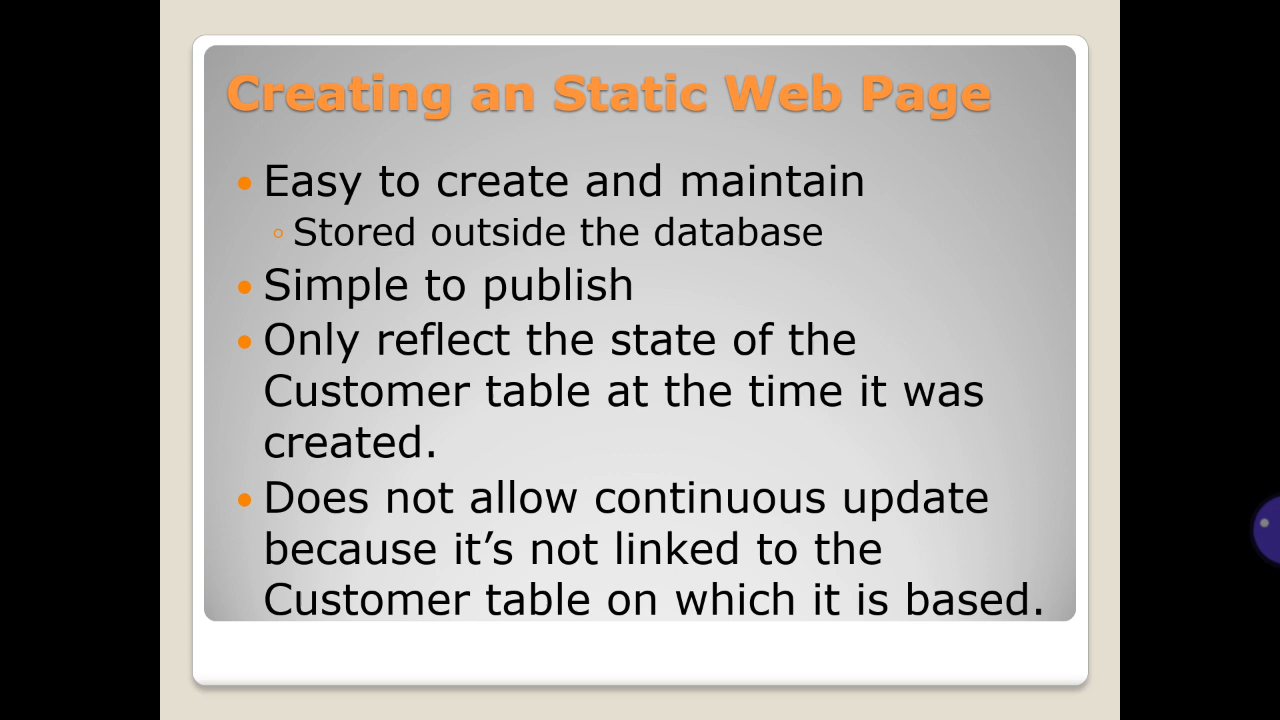 Creating an Static Web Page
Easy to create and maintain
Stored outside the database
Simple to publish
Only reflect the state of the
Customer table at the time it was
created.
Does not allow continuous update
because it’s not linked to the
Customer table on which it is based.